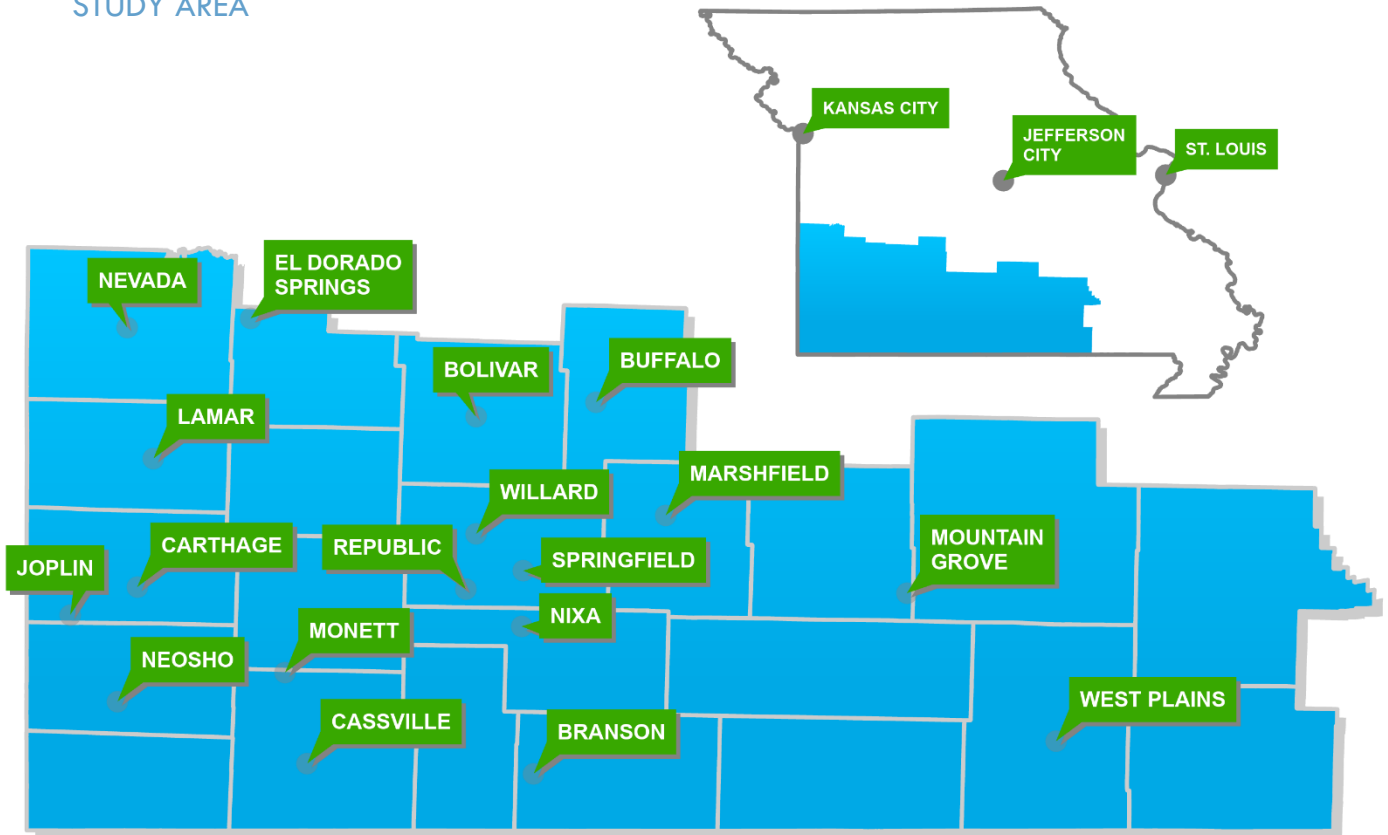 STUDY AREA
KANSAS CITY
JEFFERSON
CITY
ST. LOUIS
NEVADA
EL DORADO
SPRINGS
BOLIVAR
BUFFALO
LAMAR
WILLARD
MARSHFIELD
CARTHAGE
REPUBLIC
SPRINGFIELD
MOUNTAIN
GROVE
JOPLIN
NIXA
MONETT
NEOSHO
WEST PLAINS
CASSVILLE
BRANSON